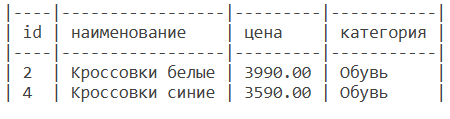 |----|-----------------|---------|-----------|
| id | наименование    | цена    | категория |
|----|-----------------|---------|-----------|
| 2  | Кроссовки белые | 3990.00 | Обувь     |
| 4  | Кроссовки синие | 3590.00 | Обувь     |